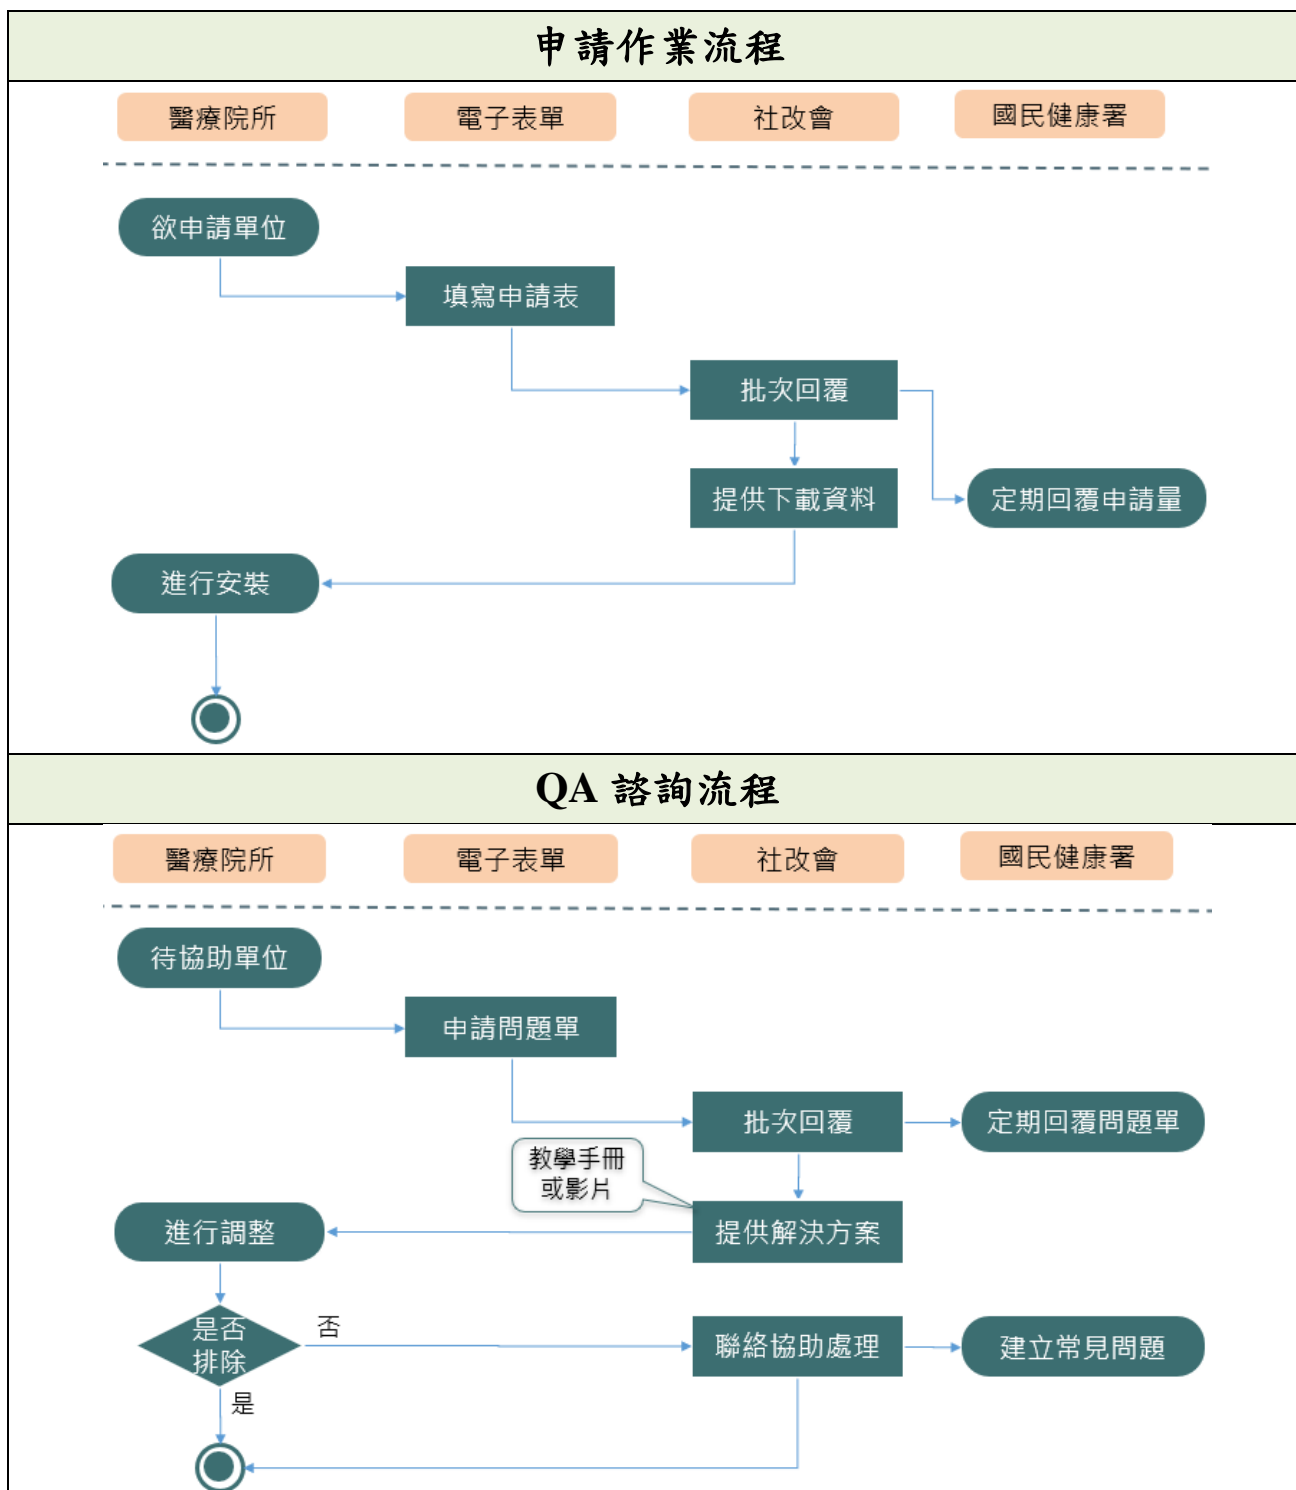 申請作業流程
醫療院所
電子表單
社改會
國民健康署
欲申請單位
填寫申請表
批次回覆
提供下載資料
定期回覆申請量
進行安裝
QA 諮詢流程
醫療院所
電子表單
社改會
國民健康署
待協助單位
申請問題單
批次回覆
定期回覆問題單
教學手冊
或影片
進行調整
提供解決方案
是否
排除
否
聯絡協助處理
建立常見問題
是